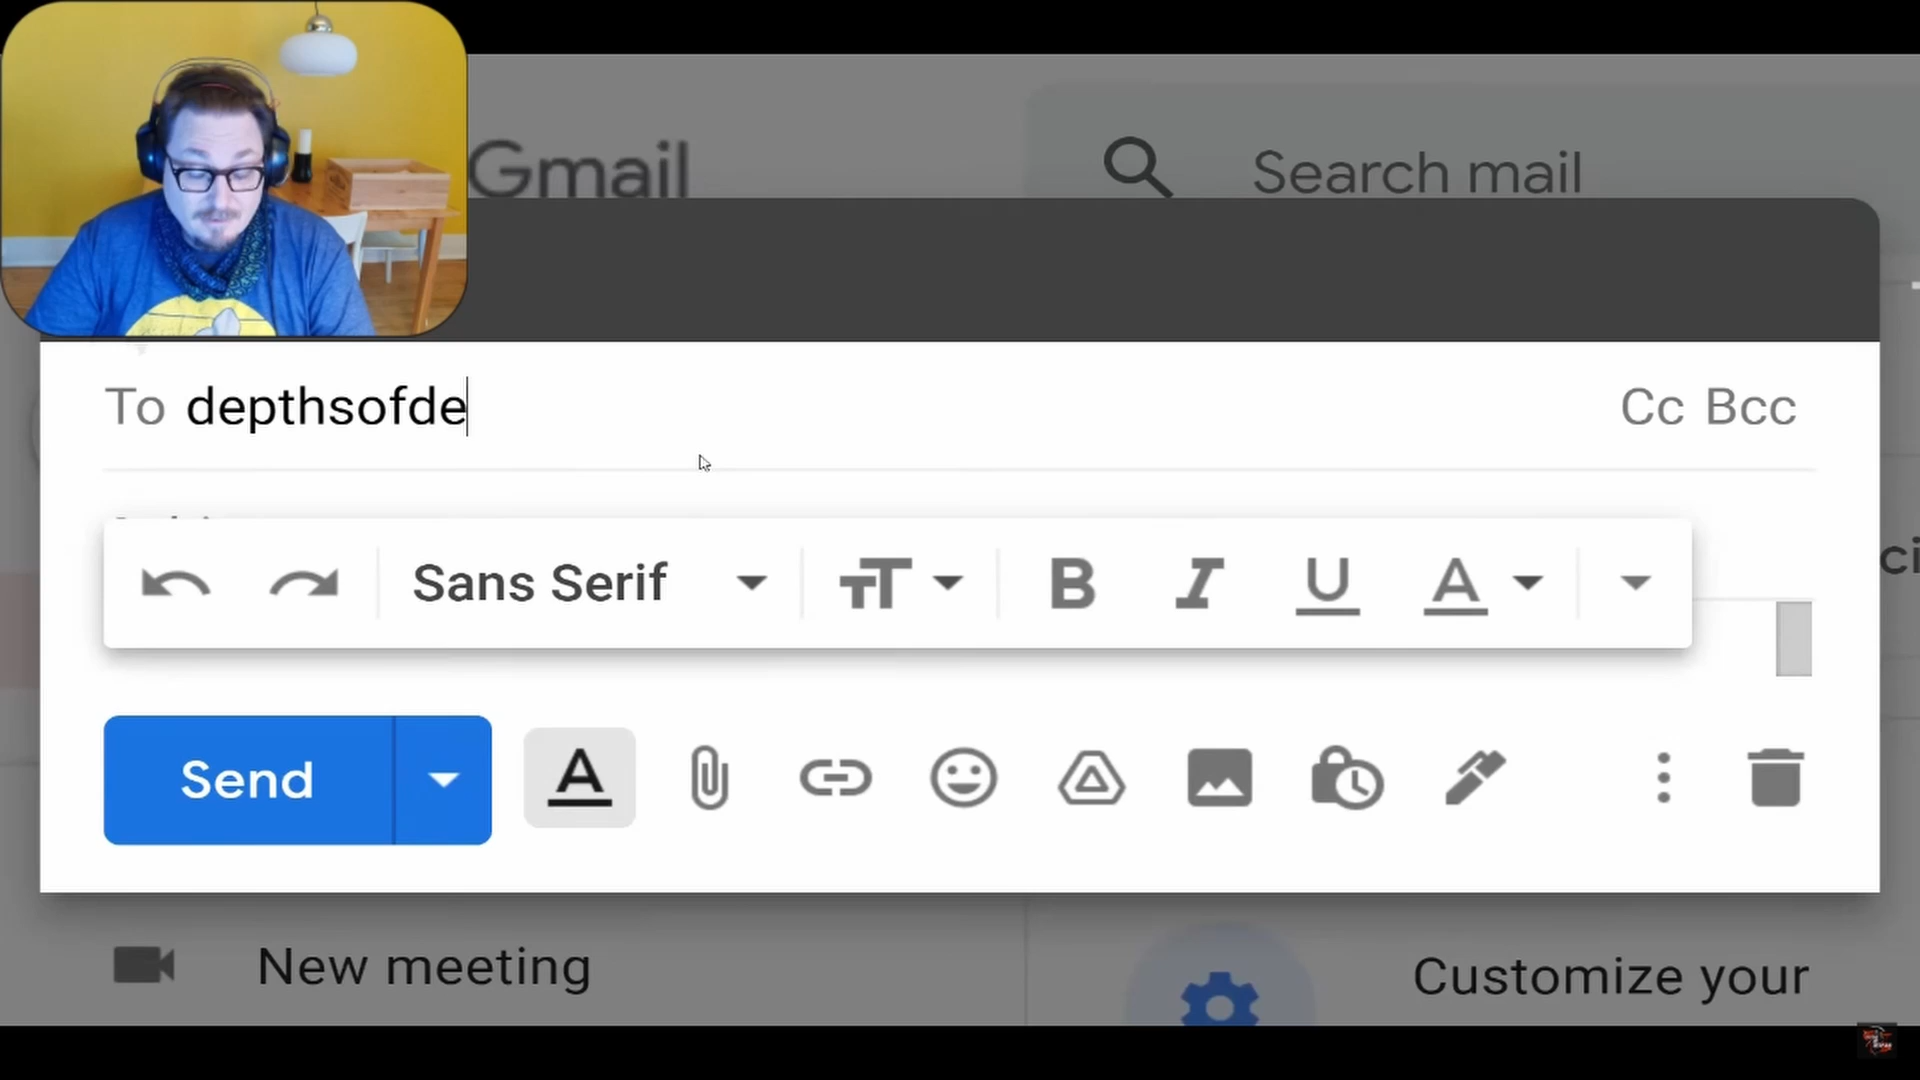 Gmail
Search mail
To depthsofde
Cc Bcc
Sans Serif
B I U A
Send
A
New meeting
Customize your